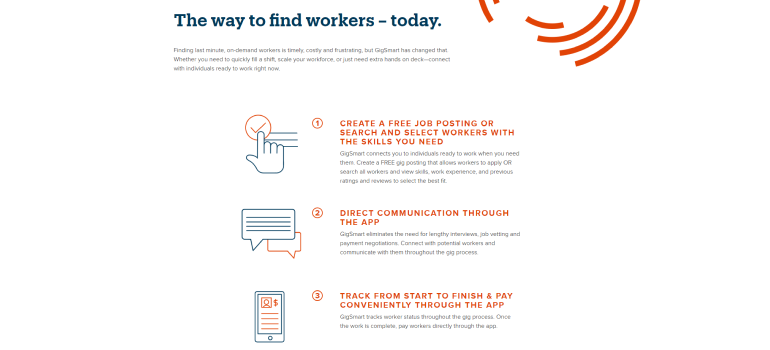 The way to find workers – today.
Finding last minute, on-demand workers is timely, costly and frustrating, but GigSmart has changed that
Whether you need to quickly fill a shift, scale your workforce, or just need extra hands on deck—connect
with individuals ready to work right now.
1
CREATE A FREE JOB POSTING OR
SEARCH AND SELECT WORKERS WITH
THE SKILLS YOU NEED
GigSmart connects you to individuals ready to work when you need
them. Create a FREE gig posting that allows workers to apply OR
search all workers and view skills, work experience, and previous
ratings and reviews to select the best fit.
2
DIRECT COMMUNICATION THROUGH
THE APP
GigSmart eliminates the need for lengthy interviews, job vetting and
payment negotiations. Connect with potential workers and
communicate with them throughout the gig process.
3
TRACK FROM START TO FINISH & PAY
CONVENIENTLY THROUGH THE APP
GigSmart tracks worker status throughout the gig process. Once
the work is complete, pay workers directly through the app.
$